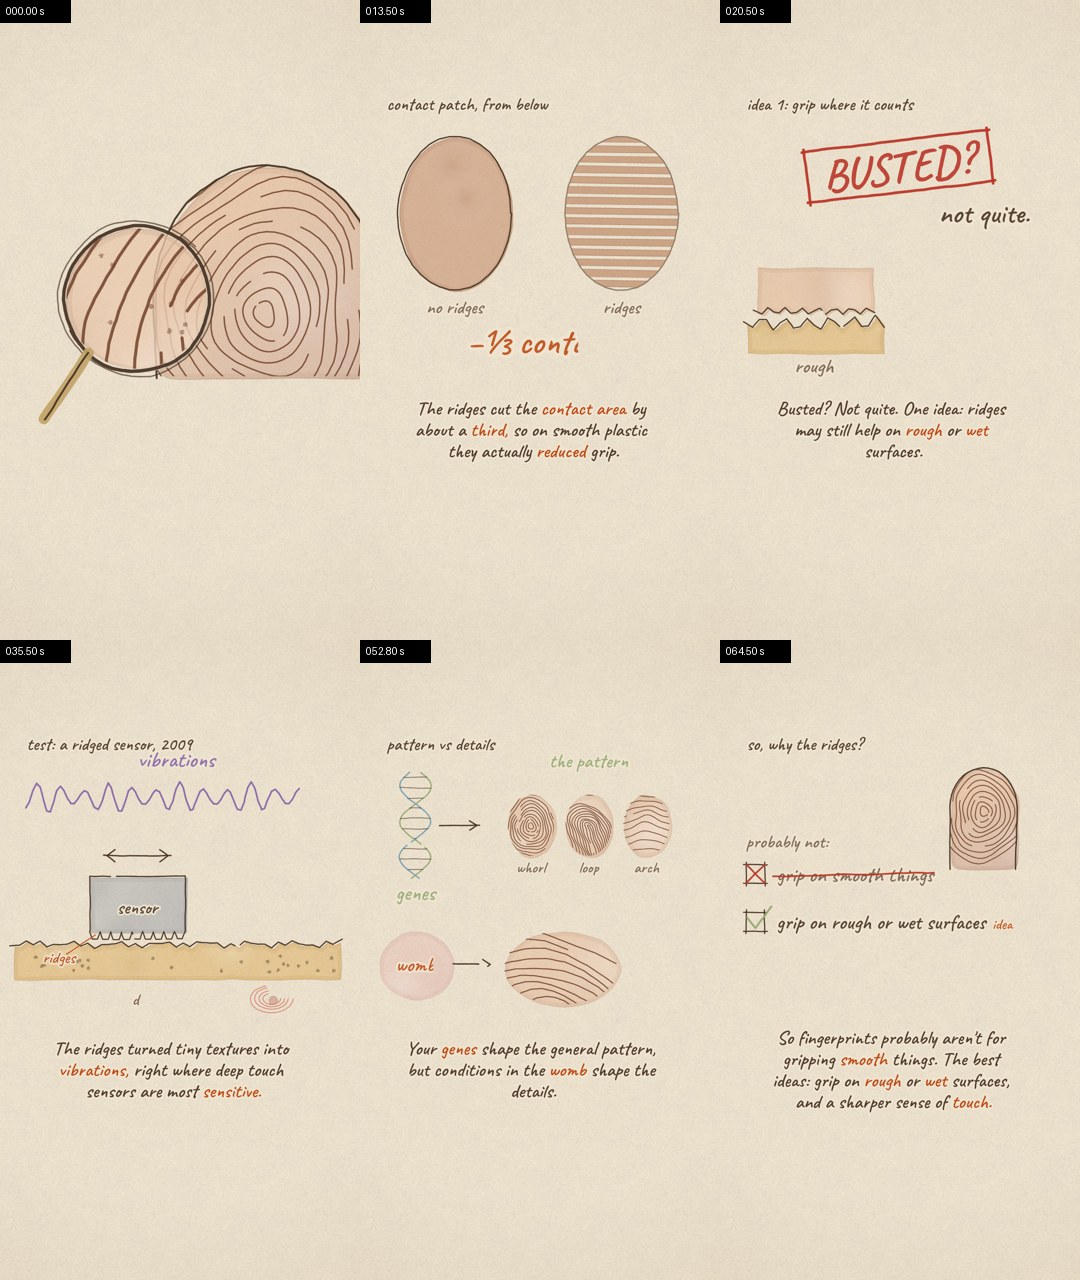 000.00 s
013.50 s
contact patch, from below
no ridges
ridges
-1/3 cont
The ridges cut the contact area by
about a third, so on smooth plastic
they actually reduced grip.
020.50 s
idea 1: grip where it counts
BUSTED?
not quite.
rough
Busted? Not quite. One idea: ridges
may still help on rough or wet
surfaces.
035.50 s
test: a ridged sensor, 2009
vibrations
sensor
ridges
d
The ridges turned tiny textures into
vibrations, right where deep touch
sensors are most sensitive.
052.80 s
pattern vs details
the pattern
whorl
loop
arch
genes
womb
Your genes shape the general pattern,
but conditions in the womb shape the
details.
064.50 s
so, why the ridges?
probably not:
grip on smooth things
grip on rough or wet surfaces idea
So fingerprints probably aren't for
gripping smooth things. The best
ideas: grip on rough or wet surfaces,
and a sharper sense of touch.